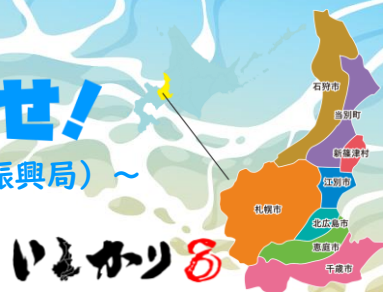 せ!
振興局)～
いしかり8
石狩市
当別町
新篠津村
江別市
札幌市
北広島市
恵庭市
千歳市